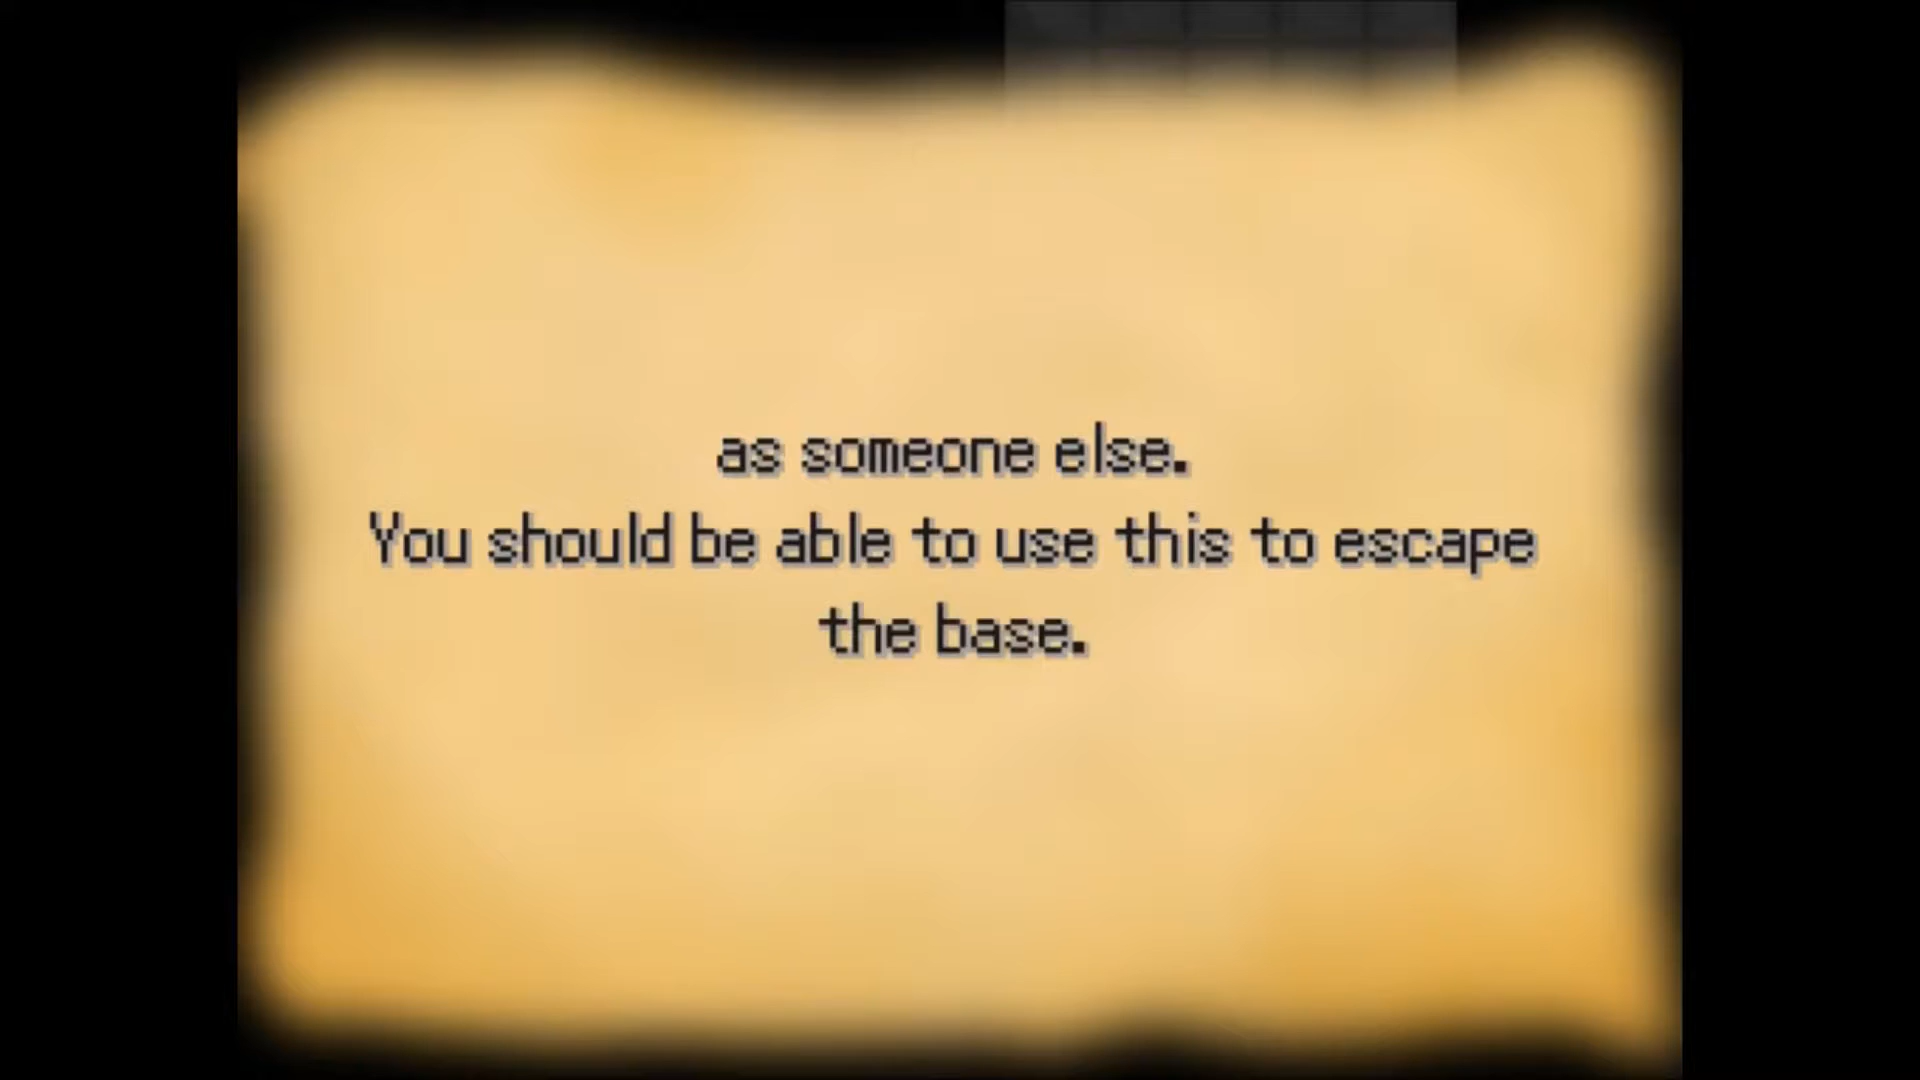 as someone else.
You should be able to use this to escape
the base.